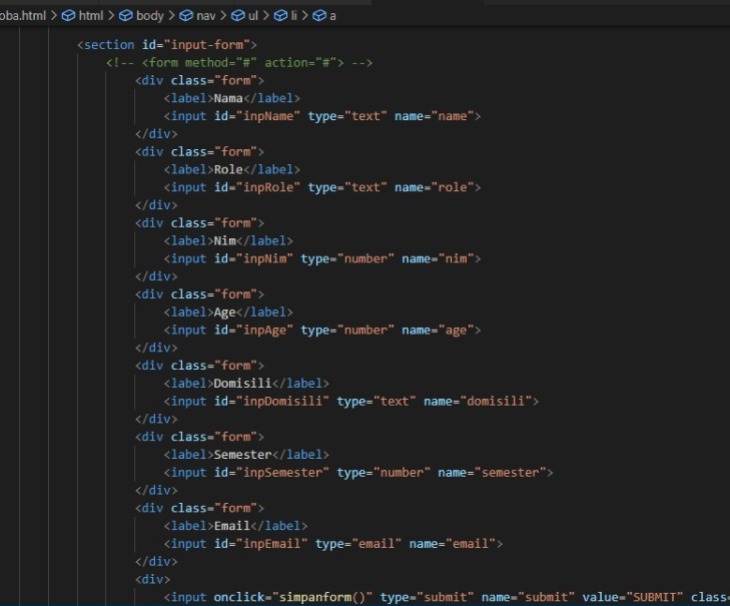 oba.html > html > body > nav > ul > li > a
<section id="input-form">
<!-- <form method="#" action="#"> -->
<div class="form">
<label>Nama</label>
<input id="inpName" type="text" name="name">
</div>
<div class="form">
<label>Role</label>
<input id="inpRole" type="text" name="role">
</div>
<div class="form">
<label>Nim</label>
<input id="inpNim" type="number" name="nim">
</div>
<div class="form">
<label>Age</label>
<input id="inpAge" type="number" name="age">
</div>
<div class="form">
<label>Domisili</label>
<input id="inpDomisili" type="text" name="domisili">
</div>
<div class="form">
<label>Semester</label>
<input id="inpSemester" type="number" name="semester">
</div>
<div class="form">
<label>Email</label>
<input id="inpEmail" type="email" name="email">
</div>
<div>
<input onclick="simpanform()" type="submit" name="submit" value="SUBMIT" class=